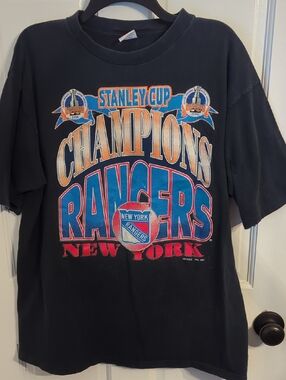 STANLEY CUP
CHAMPIONS
RANGERS
NEW YORK
RANGERS
NEW YORK